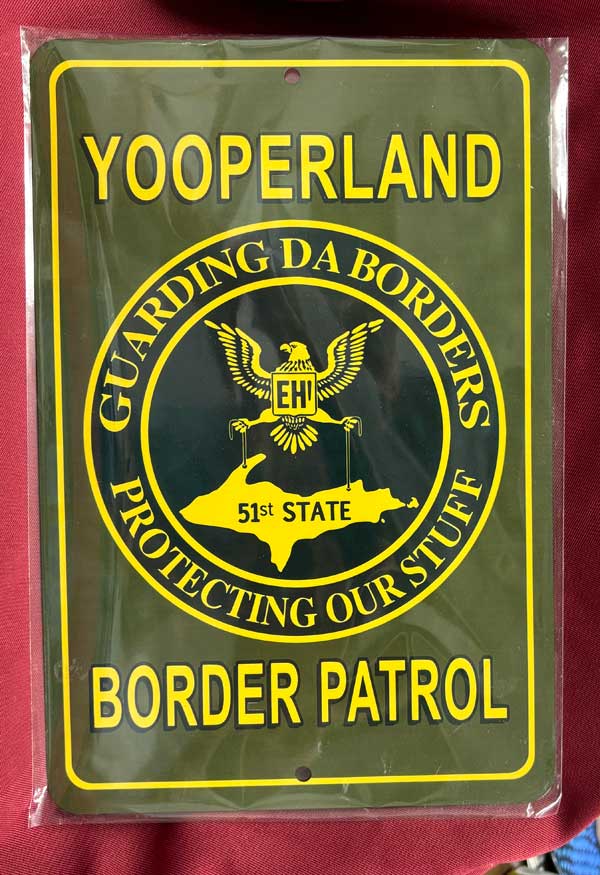 YOOPERLAND
GUARDING DA BORDERS
EH!
51st STATE
PROTECTING OUR STUFF
BORDER PATROL